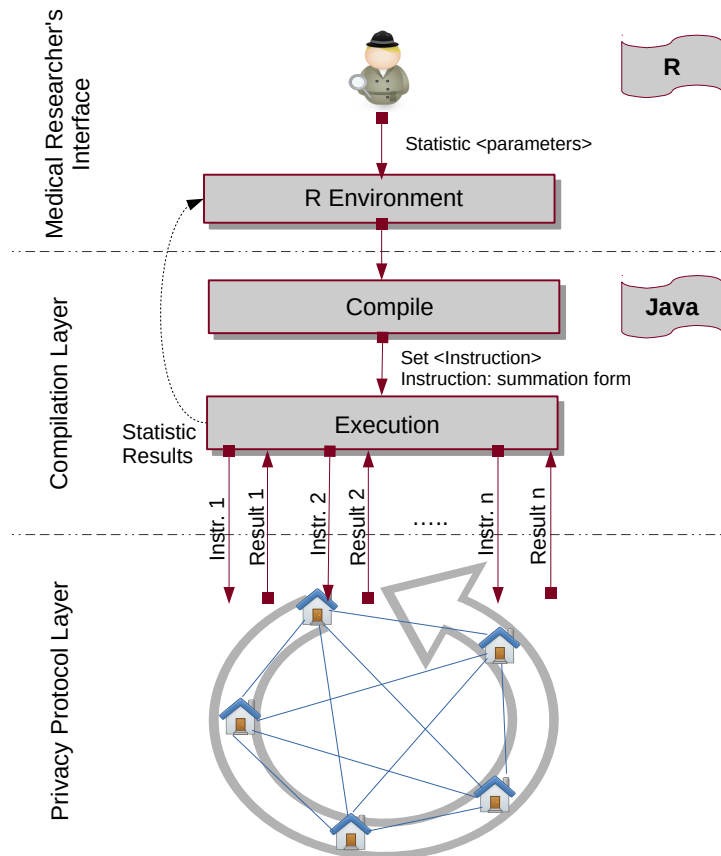 Medical Researcher's
Interface
R
Statistic <parameters>
R Environment
Compilation Layer
Compile
Java
Set <Instruction>
Instruction: summation form
Execution
Statistic
Results
Instr. 1
Result 1
Instr. 2
Result 2
.....
Instr. n
Result n
Privacy Protocol Layer